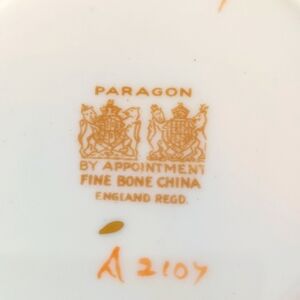 PARAGON
BY APPOINTMENT
FINE BONE CHINA
ENGLAND REGD.
A 2107